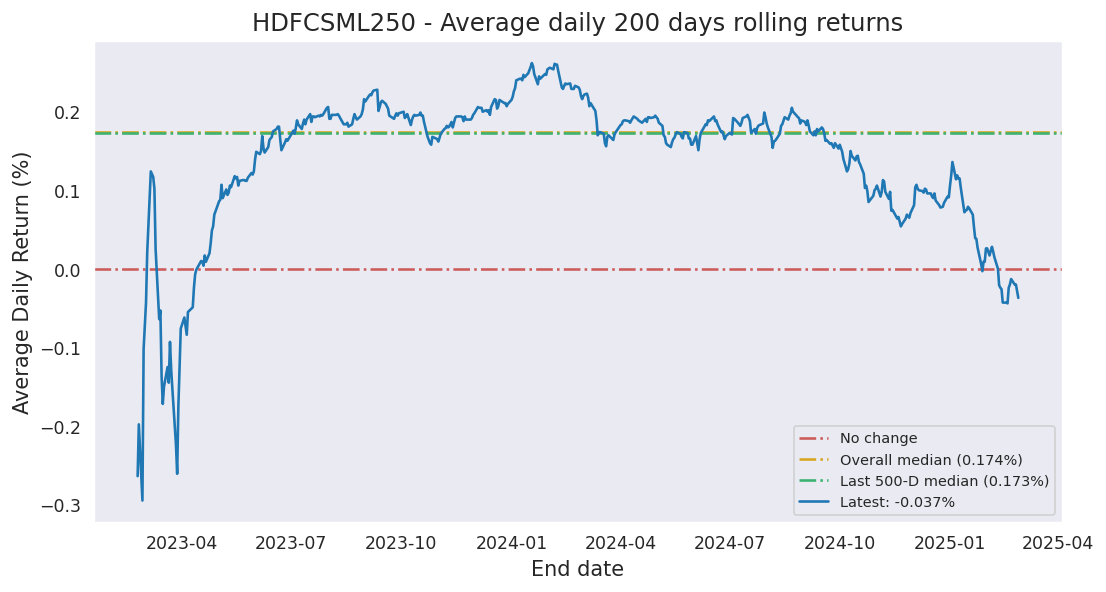 HDFCSML250 - Average daily 200 days rolling returns
Average Daily Return (%)
0.2
0.1
0.0
−0.1
−0.2
−0.3
No change
Overall median (0.174%)
Last 500-D median (0.173%)
Latest: -0.037%
2023-04 2023-07 2023-10 2024-01 2024-04 2024-07 2024-10 2025-01 2025-04
End date